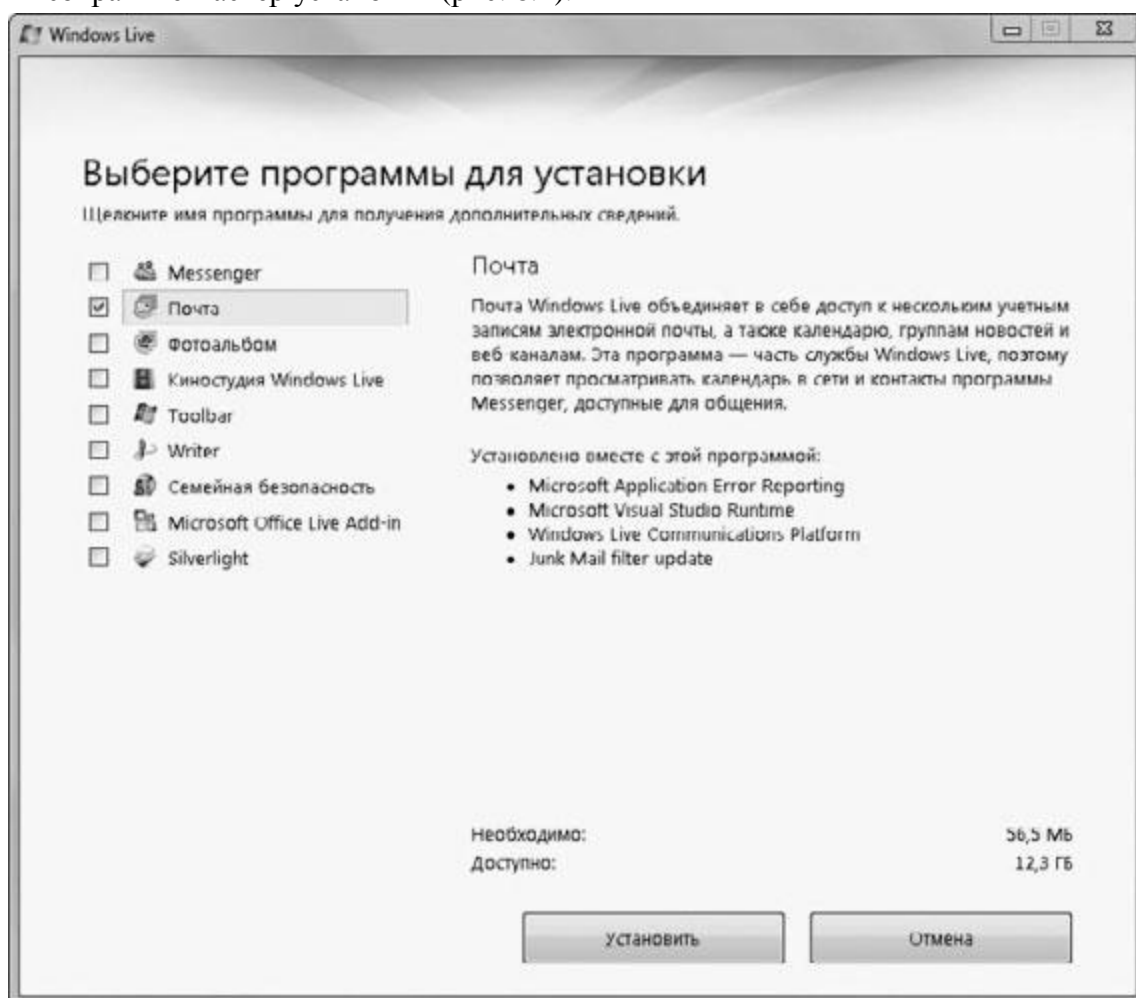 Windows Live
Выберите программы для установки
Щелкните имя программы для получения дополнительных сведений.
Messenger
Почта
Фотоальбом
Киностудия Windows Live
Toolbar
Writer
Семейная безопасность
Microsoft Office Live Add-in
Silverlight
Почта
Почта Windows Live объединяет в себе доступ к нескольким учетным
записям электронной почты, а также календарю, группам новостей и
веб каналам. Эта программа — часть службы Windows Live, поэтому
позволяет просматривать календарь в сети и контакты программы
Messenger, доступные для общения.
Установлено вместе с этой программой:
• Microsoft Application Error Reporting
• Microsoft Visual Studio Runtime
• Windows Live Communications Platform
• Junk Mail filter update
Необходимо: 56,5 МБ
Доступно: 12,3 ГБ
Установить
Отмена